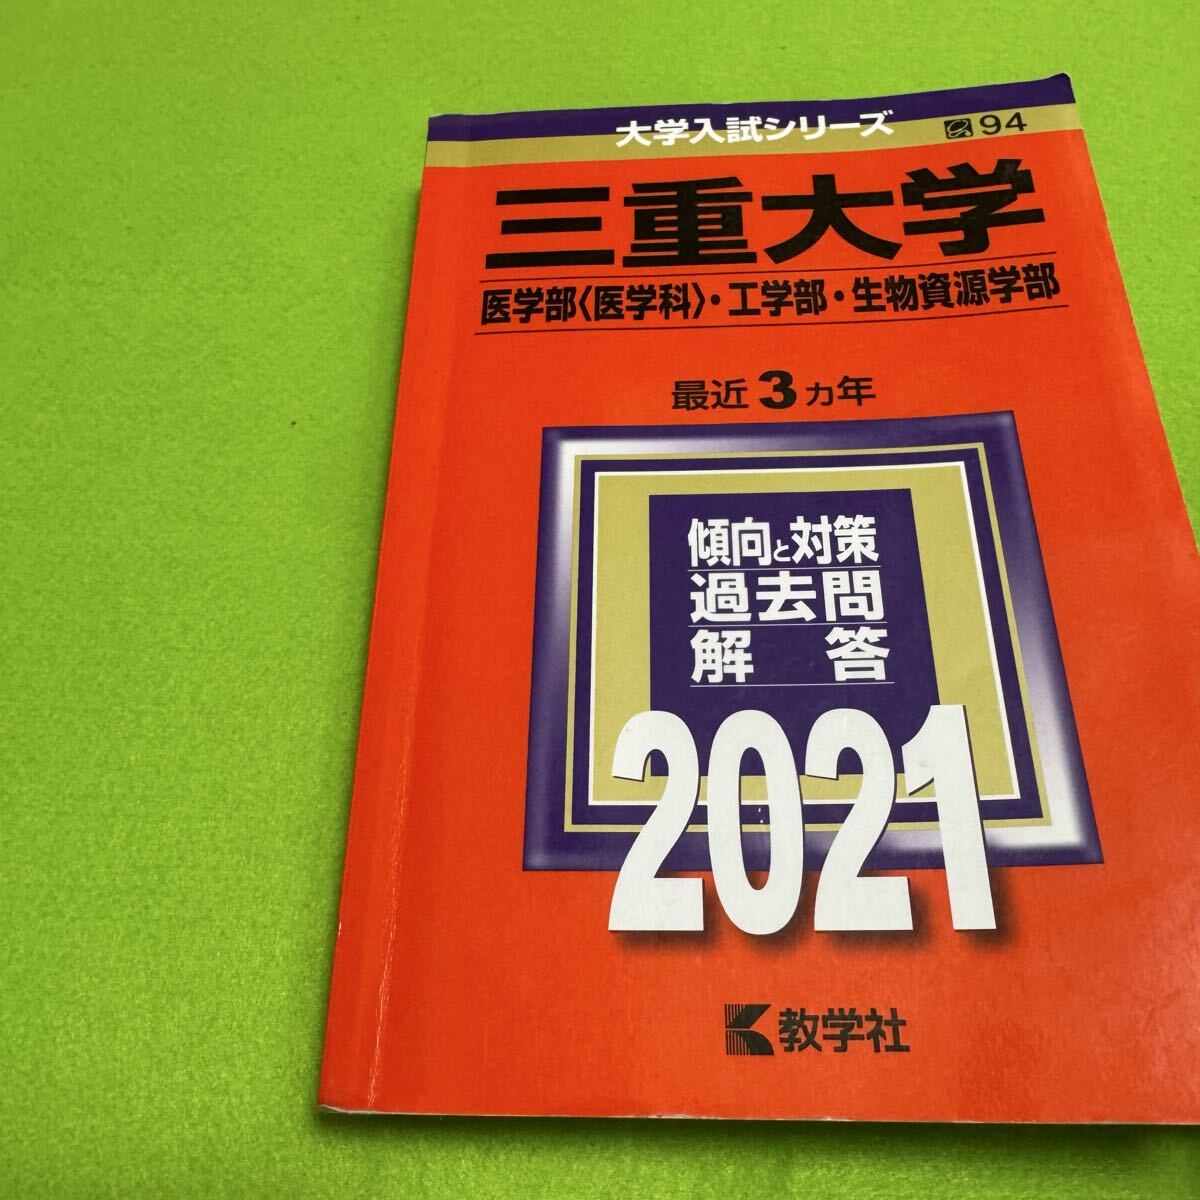 大学入試シリーズ 94
三重大学
医学部〈医学科〉・工学部・生物資源学部
最近3ヵ年
傾向と対策
過去問
解答
2021
教学社